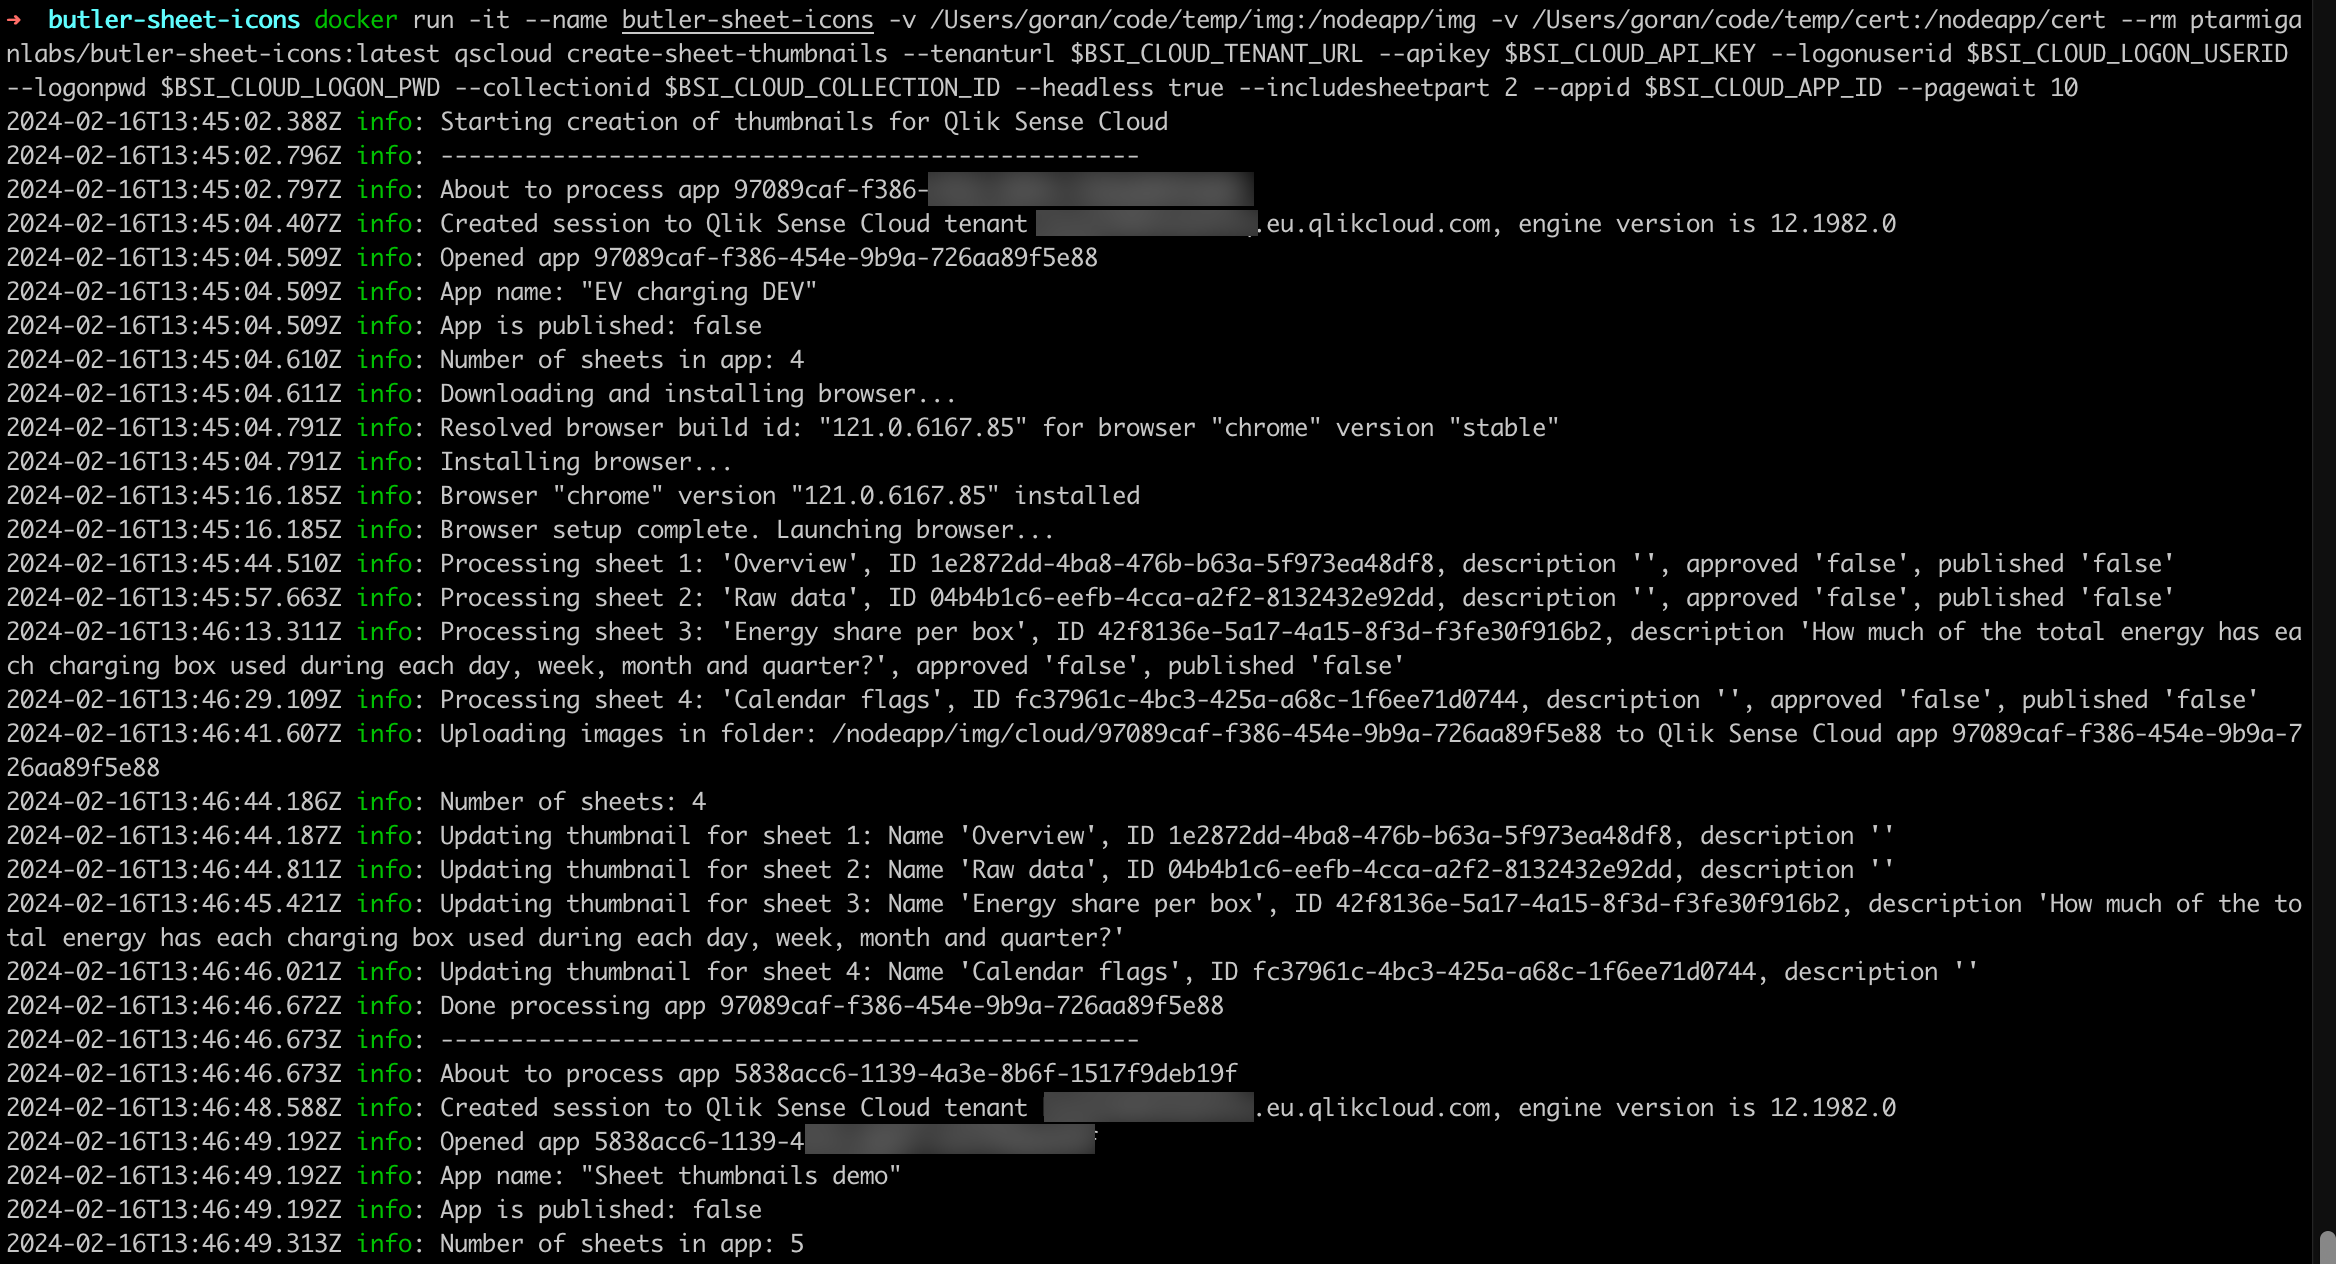 → butler-sheet-icons docker run -it --name butler-sheet-icons -v /Users/goran/code/temp/img:/nodeapp/img -v /Users/goran/code/temp/cert:/nodeapp/cert --rm ptarmiga
nlabs/butler-sheet-icons:latest qscloud create-sheet-thumbnails --tenanturl $BSI_CLOUD_TENANT_URL --apikey $BSI_CLOUD_API_KEY --logonuserid $BSI_CLOUD_LOGON_USERID
--logonpwd $BSI_CLOUD_LOGON_PWD --collectionid $BSI_CLOUD_COLLECTION_ID --headless true --includesheetpart 2 --appid $BSI_CLOUD_APP_ID --pagewait 10
2024-02-16T13:45:02.388Z info: Starting creation of thumbnails for Qlik Sense Cloud
2024-02-16T13:45:02.796Z info: --------------------------------------------------
2024-02-16T13:45:02.797Z info: About to process app 97089caf-f386-
2024-02-16T13:45:04.407Z info: Created session to Qlik Sense Cloud tenant .eu.qlikcloud.com, engine version is 12.1982.0
2024-02-16T13:45:04.509Z info: Opened app 97089caf-f386-454e-9b9a-726aa89f5e88
2024-02-16T13:45:04.509Z info: App name: "EV charging DEV"
2024-02-16T13:45:04.509Z info: App is published: false
2024-02-16T13:45:04.610Z info: Number of sheets in app: 4
2024-02-16T13:45:04.611Z info: Downloading and installing browser...
2024-02-16T13:45:04.791Z info: Resolved browser build id: "121.0.6167.85" for browser "chrome" version "stable"
2024-02-16T13:45:04.791Z info: Installing browser...
2024-02-16T13:45:16.185Z info: Browser "chrome" version "121.0.6167.85" installed
2024-02-16T13:45:16.185Z info: Browser setup complete. Launching browser...
2024-02-16T13:45:44.510Z info: Processing sheet 1: 'Overview', ID 1e2872dd-4ba8-476b-b63a-5f973ea48df8, description '', approved 'false', published 'false'
2024-02-16T13:45:57.663Z info: Processing sheet 2: 'Raw data', ID 04b4b1c6-eefb-4cca-a2f2-8132432e92dd, description '', approved 'false', published 'false'
2024-02-16T13:46:13.311Z info: Processing sheet 3: 'Energy share per box', ID 42f8136e-5a17-4a15-8f3d-f3fe30f916b2, description 'How much of the total energy has ea
ch charging box used during each day, week, month and quarter?', approved 'false', published 'false'
2024-02-16T13:46:29.109Z info: Processing sheet 4: 'Calendar flags', ID fc37961c-4bc3-425a-a68c-1f6ee71d0744, description '', approved 'false', published 'false'
2024-02-16T13:46:41.607Z info: Uploading images in folder: /nodeapp/img/cloud/97089caf-f386-454e-9b9a-726aa89f5e88 to Qlik Sense Cloud app 97089caf-f386-454e-9b9a-7
26aa89f5e88
2024-02-16T13:46:44.186Z info: Number of sheets: 4
2024-02-16T13:46:44.187Z info: Updating thumbnail for sheet 1: Name 'Overview', ID 1e2872dd-4ba8-476b-b63a-5f973ea48df8, description ''
2024-02-16T13:46:44.811Z info: Updating thumbnail for sheet 2: Name 'Raw data', ID 04b4b1c6-eefb-4cca-a2f2-8132432e92dd, description ''
2024-02-16T13:46:45.421Z info: Updating thumbnail for sheet 3: Name 'Energy share per box', ID 42f8136e-5a17-4a15-8f3d-f3fe30f916b2, description 'How much of the to
tal energy has each charging box used during each day, week, month and quarter?'
2024-02-16T13:46:46.021Z info: Updating thumbnail for sheet 4: Name 'Calendar flags', ID fc37961c-4bc3-425a-a68c-1f6ee71d0744, description ''
2024-02-16T13:46:46.672Z info: Done processing app 97089caf-f386-454e-9b9a-726aa89f5e88
2024-02-16T13:46:46.673Z info: --------------------------------------------------
2024-02-16T13:46:46.673Z info: About to process app 5838acc6-1139-4a3e-8b6f-1517f9deb19f
2024-02-16T13:46:48.588Z info: Created session to Qlik Sense Cloud tenant .eu.qlikcloud.com, engine version is 12.1982.0
2024-02-16T13:46:49.192Z info: Opened app 5838acc6-1139-4
2024-02-16T13:46:49.192Z info: App name: "Sheet thumbnails demo"
2024-02-16T13:46:49.192Z info: App is published: false
2024-02-16T13:46:49.313Z info: Number of sheets in app: 5